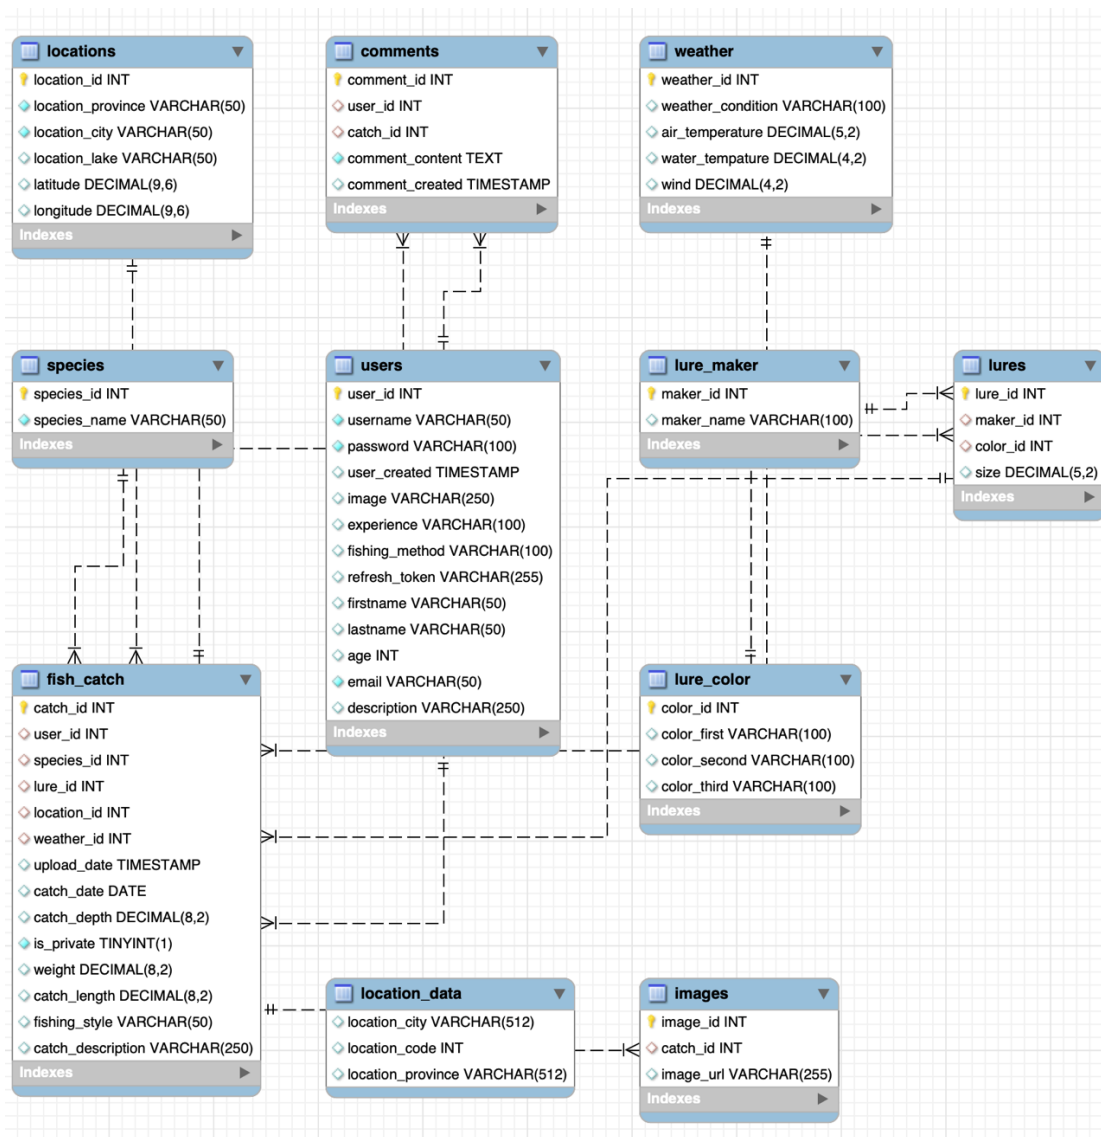 locations
location_id INT
location_province VARCHAR(50)
location_city VARCHAR(50)
location_lake VARCHAR(50)
latitude DECIMAL(9,6)
longitude DECIMAL(9,6)
Indexes
comments
comment_id INT
user_id INT
catch_id INT
comment_content TEXT
comment_created TIMESTAMP
Indexes
weather
weather_id INT
weather_condition VARCHAR(100)
air_temperature DECIMAL(5,2)
water_tempature DECIMAL(4,2)
wind DECIMAL(4,2)
Indexes
species
species_id INT
species_name VARCHAR(50)
Indexes
users
user_id INT
username VARCHAR(50)
password VARCHAR(100)
user_created TIMESTAMP
image VARCHAR(250)
experience VARCHAR(100)
fishing_method VARCHAR(100)
refresh_token VARCHAR(255)
firstname VARCHAR(50)
lastname VARCHAR(50)
age INT
email VARCHAR(50)
description VARCHAR(250)
Indexes
lure_maker
maker_id INT
maker_name VARCHAR(100)
Indexes
lures
lure_id INT
maker_id INT
color_id INT
size DECIMAL(5,2)
Indexes
fish_catch
catch_id INT
user_id INT
species_id INT
lure_id INT
location_id INT
weather_id INT
upload_date TIMESTAMP
catch_date DATE
catch_depth DECIMAL(8,2)
is_private TINYINT(1)
weight DECIMAL(8,2)
catch_length DECIMAL(8,2)
fishing_style VARCHAR(50)
catch_description VARCHAR(250)
Indexes
lure_color
color_id INT
color_first VARCHAR(100)
color_second VARCHAR(100)
color_third VARCHAR(100)
Indexes
location_data
location_city VARCHAR(512)
location_code INT
location_province VARCHAR(512)
images
image_id INT
catch_id INT
image_url VARCHAR(255)
Indexes